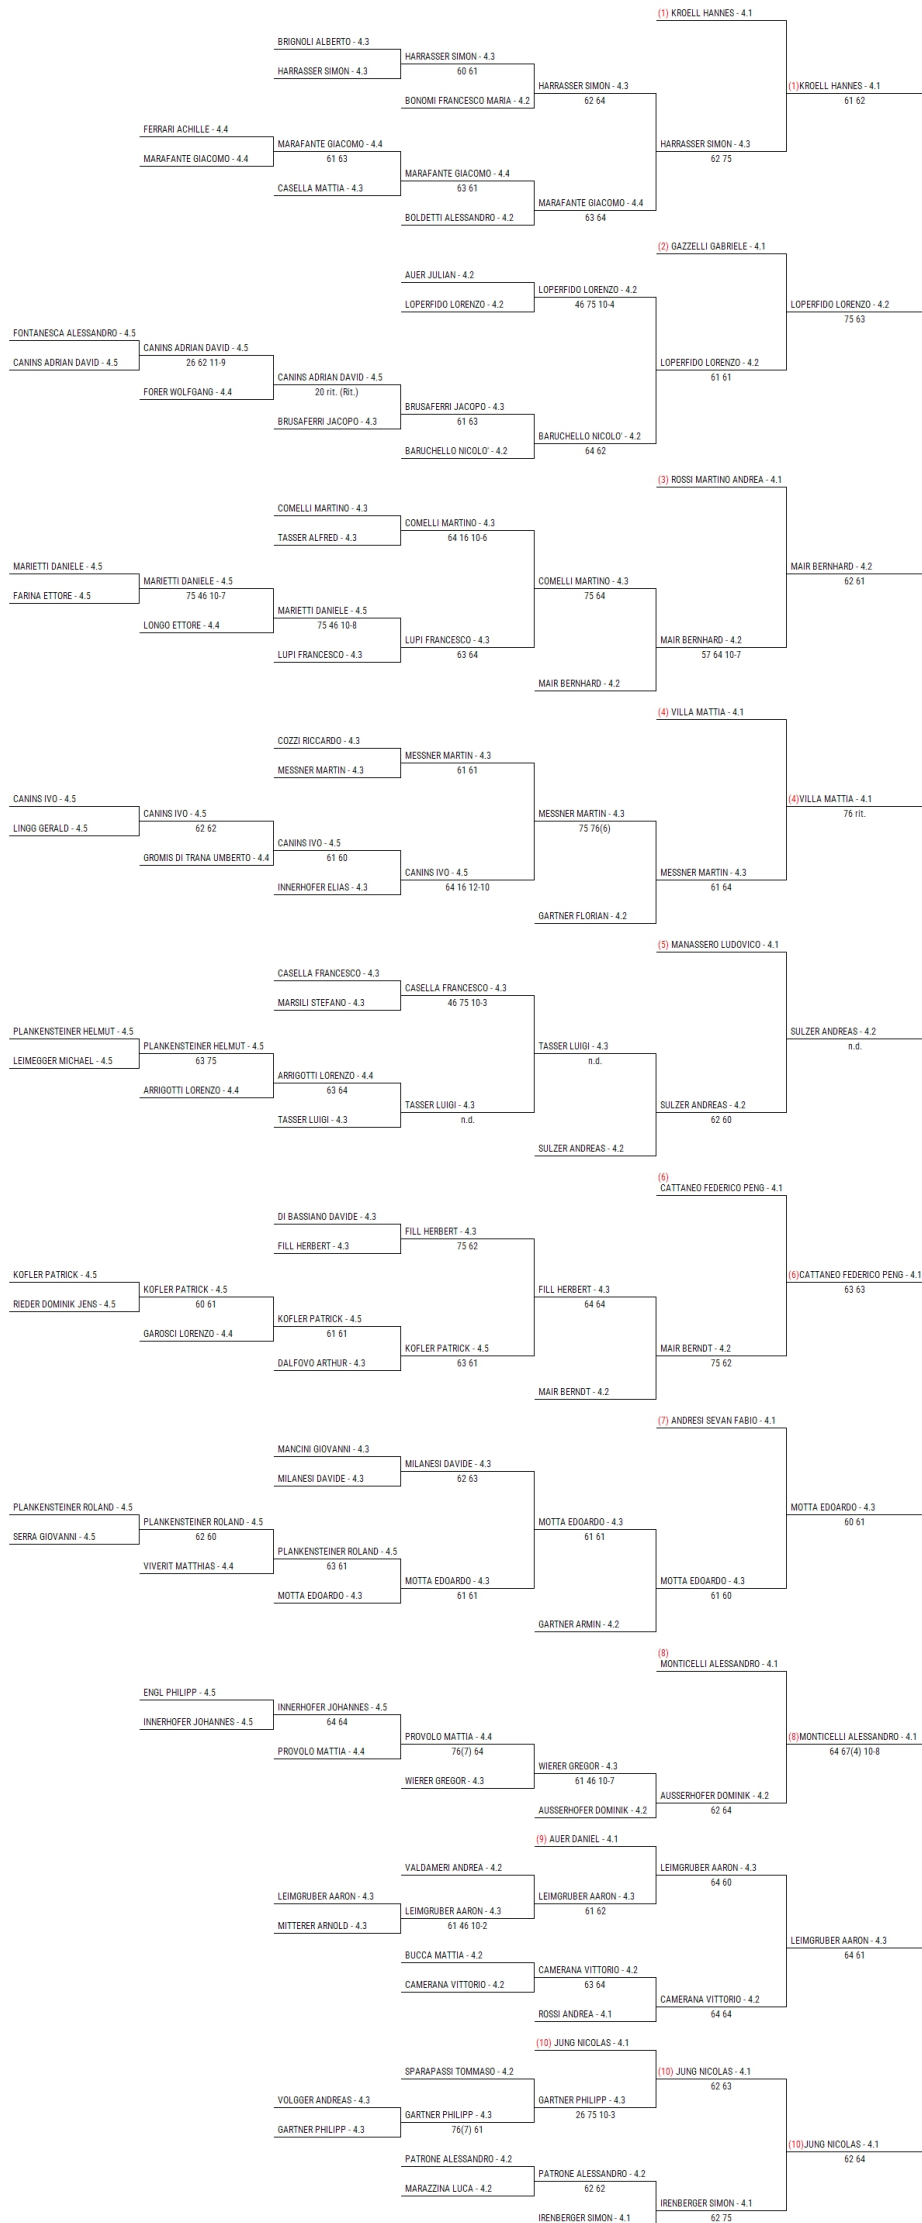 (1) KROELL HANNES - 4.1
BRIGNOLI ALBERTO - 4.3
HARRASSER SIMON - 4.3
HARRASSER SIMON - 4.3
60 61
HARRASSER SIMON - 4.3
62 64
(1)KROELL HANNES - 4.1
61 62
BONOMI FRANCESCO MARIA - 4.2
FERRARI ACHILLE - 4.4
MARAFANTE GIACOMO - 4.4
HARRASSER SIMON - 4.3
61 63
62 75
MARAFANTE GIACOMO - 4.4
MARAFANTE GIACOMO - 4.4
CASELLA MATTIA - 4.3
63 61
MARAFANTE GIACOMO - 4.4
63 64
BOLDETTI ALESSANDRO - 4.2
(2) GAZZELLI GABRIELE - 4.1
AUER JULIAN - 4.2
LOPERFIDO LORENZO - 4.2
46 75 10-4
LOPERFIDO LORENZO - 4.2
LOPERFIDO LORENZO - 4.2
75 63
FONTANESCA ALESSANDRO - 4.5
CANINS ADRIAN DAVID - 4.5
26 62 11-9
CANINS ADRIAN DAVID - 4.5
LOPERFIDO LORENZO - 4.2
61 61
CANINS ADRIAN DAVID - 4.5
20 rit. (Rit.)
FORER WOLFGANG - 4.4
BRUSAFERRI JACOPO - 4.3
61 63
BRUSAFERRI JACOPO - 4.3
BARUCHELLO NICOLO' - 4.2
64 62
BARUCHELLO NICOLO' - 4.2
(3) ROSSI MARTINO ANDREA - 4.1
COMELLI MARTINO - 4.3
COMELLI MARTINO - 4.3
64 16 10-6
TASSER ALFRED - 4.3
MARIETTI DANIELE - 4.5
MAIR BERNHARD - 4.2
62 61
MARIETTI DANIELE - 4.5
75 46 10-7
COMELLI MARTINO - 4.3
75 64
FARINA ETTORE - 4.5
MARIETTI DANIELE - 4.5
75 46 10-8
LONGO ETTORE - 4.4
LUPI FRANCESCO - 4.3
63 64
MAIR BERNHARD - 4.2
57 64 10-7
LUPI FRANCESCO - 4.3
MAIR BERNHARD - 4.2
(4) VILLA MATTIA - 4.1
COZZI RICCARDO - 4.3
MESSNER MARTIN - 4.3
61 61
MESSNER MARTIN - 4.3
CANINS IVO - 4.5
(4)VILLA MATTIA - 4.1
76 rit.
CANINS IVO - 4.5
62 62
MESSNER MARTIN - 4.3
75 76(6)
LINGG GERALD - 4.5
CANINS IVO - 4.5
61 60
GROMIS DI TRANA UMBERTO - 4.4
CANINS IVO - 4.5
64 16 12-10
MESSNER MARTIN - 4.3
61 64
INNERHOFER ELIAS - 4.3
GARTNER FLORIAN - 4.2
(5) MANASSERO LUDOVICO - 4.1
CASELLA FRANCESCO - 4.3
CASELLA FRANCESCO - 4.3
46 75 10-3
MARSILI STEFANO - 4.3
PLANKENSTEINER HELMUT - 4.5
SULZER ANDREAS - 4.2
n.d.
PLANKENSTEINER HELMUT - 4.5
63 75
TASSER LUIGI - 4.3
n.d.
LEIMEGGER MICHAEL - 4.5
ARRIGOTTI LORENZO - 4.4
63 64
ARRIGOTTI LORENZO - 4.4
TASSER LUIGI - 4.3
n.d.
SULZER ANDREAS - 4.2
62 60
TASSER LUIGI - 4.3
SULZER ANDREAS - 4.2
(6)
CATTANEO FEDERICO PENG - 4.1
DI BASSIANO DAVIDE - 4.3
FILL HERBERT - 4.3
75 62
FILL HERBERT - 4.3
KOFLER PATRICK - 4.5
(6)CATTANEO FEDERICO PENG - 4.1
63 63
KOFLER PATRICK - 4.5
60 61
FILL HERBERT - 4.3
64 64
RIEDER DOMINIK JENS - 4.5
KOFLER PATRICK - 4.5
61 61
GAROSCI LORENZO - 4.4
KOFLER PATRICK - 4.5
63 61
MAIR BERNDT - 4.2
75 62
DALFOVO ARTHUR - 4.3
MAIR BERNDT - 4.2
(7) ANDRESI SEVAN FABIO - 4.1
MANCINI GIOVANNI - 4.3
MILANESI DAVIDE - 4.3
62 63
MILANESI DAVIDE - 4.3
PLANKENSTEINER ROLAND - 4.5
MOTTA EDOARDO - 4.3
60 61
PLANKENSTEINER ROLAND - 4.5
62 60
MOTTA EDOARDO - 4.3
61 61
SERRA GIOVANNI - 4.5
PLANKENSTEINER ROLAND - 4.5
63 61
VIVERIT MATTHIAS - 4.4
MOTTA EDOARDO - 4.3
61 61
MOTTA EDOARDO - 4.3
61 60
MOTTA EDOARDO - 4.3
GARTNER ARMIN - 4.2
(8)
MONTICELLI ALESSANDRO - 4.1
ENGL PHILIPP - 4.5
INNERHOFER JOHANNES - 4.5
64 64
INNERHOFER JOHANNES - 4.5
PROVOLO MATTIA - 4.4
76(7) 64
(8)MONTICELLI ALESSANDRO - 4.1
64 67(4) 10-8
PROVOLO MATTIA - 4.4
WIERER GREGOR - 4.3
61 46 10-7
WIERER GREGOR - 4.3
AUSSERHOFER DOMINIK - 4.2
62 64
AUSSERHOFER DOMINIK - 4.2
(9) AUER DANIEL - 4.1
VALDAMERI ANDREA - 4.2
LEIMGRUBER AARON - 4.3
64 60
LEIMGRUBER AARON - 4.3
LEIMGRUBER AARON - 4.3
61 62
LEIMGRUBER AARON - 4.3
61 46 10-2
MITTERER ARNOLD - 4.3
LEIMGRUBER AARON - 4.3
64 61
BUCCA MATTIA - 4.2
CAMERANA VITTORIO - 4.2
63 64
CAMERANA VITTORIO - 4.2
CAMERANA VITTORIO - 4.2
64 64
ROSSI ANDREA - 4.1
(10) JUNG NICOLAS - 4.1
SPARAPASSI TOMMASO - 4.2
(10) JUNG NICOLAS - 4.1
62 63
VOLGGER ANDREAS - 4.3
GARTNER PHILIPP - 4.3
26 75 10-3
GARTNER PHILIPP - 4.3
76(7) 61
GARTNER PHILIPP - 4.3
(10)JUNG NICOLAS - 4.1
62 64
PATRONE ALESSANDRO - 4.2
PATRONE ALESSANDRO - 4.2
62 62
MARAZZINA LUCA - 4.2
IRENBERGER SIMON - 4.1
62 75
IRENBERGER SIMON - 4.1